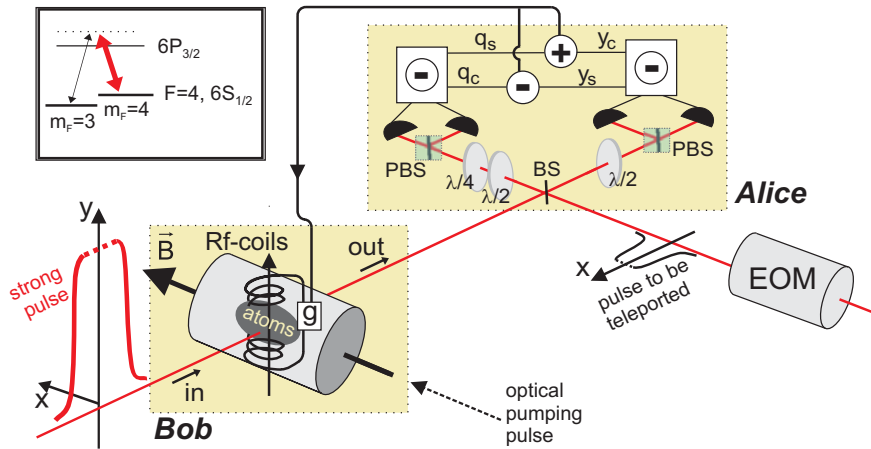 6P3/2
F=4, 6S1/2
mF=3
mF=4
qs
yc
+
-
-
qc
-
ys
PBS
λ/4
λ/2
BS
λ/2
PBS
Alice
y
B
Rf-coils
out
x
pulse to be
teleported
EOM
strong
pulse
atoms
g
x
in
Bob
optical
pumping
pulse